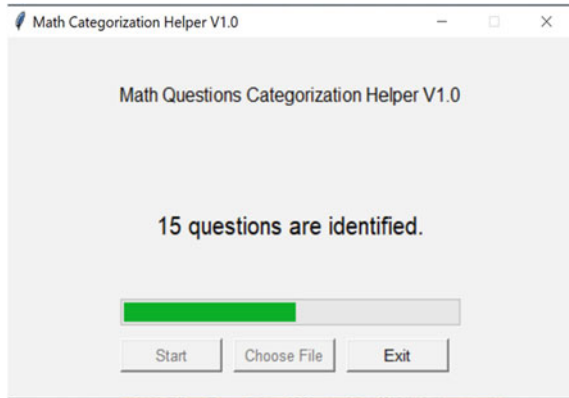 Math Categorization Helper V1.0
Math Questions Categorization Helper V1.0
15 questions are identified.
Start Choose File Exit